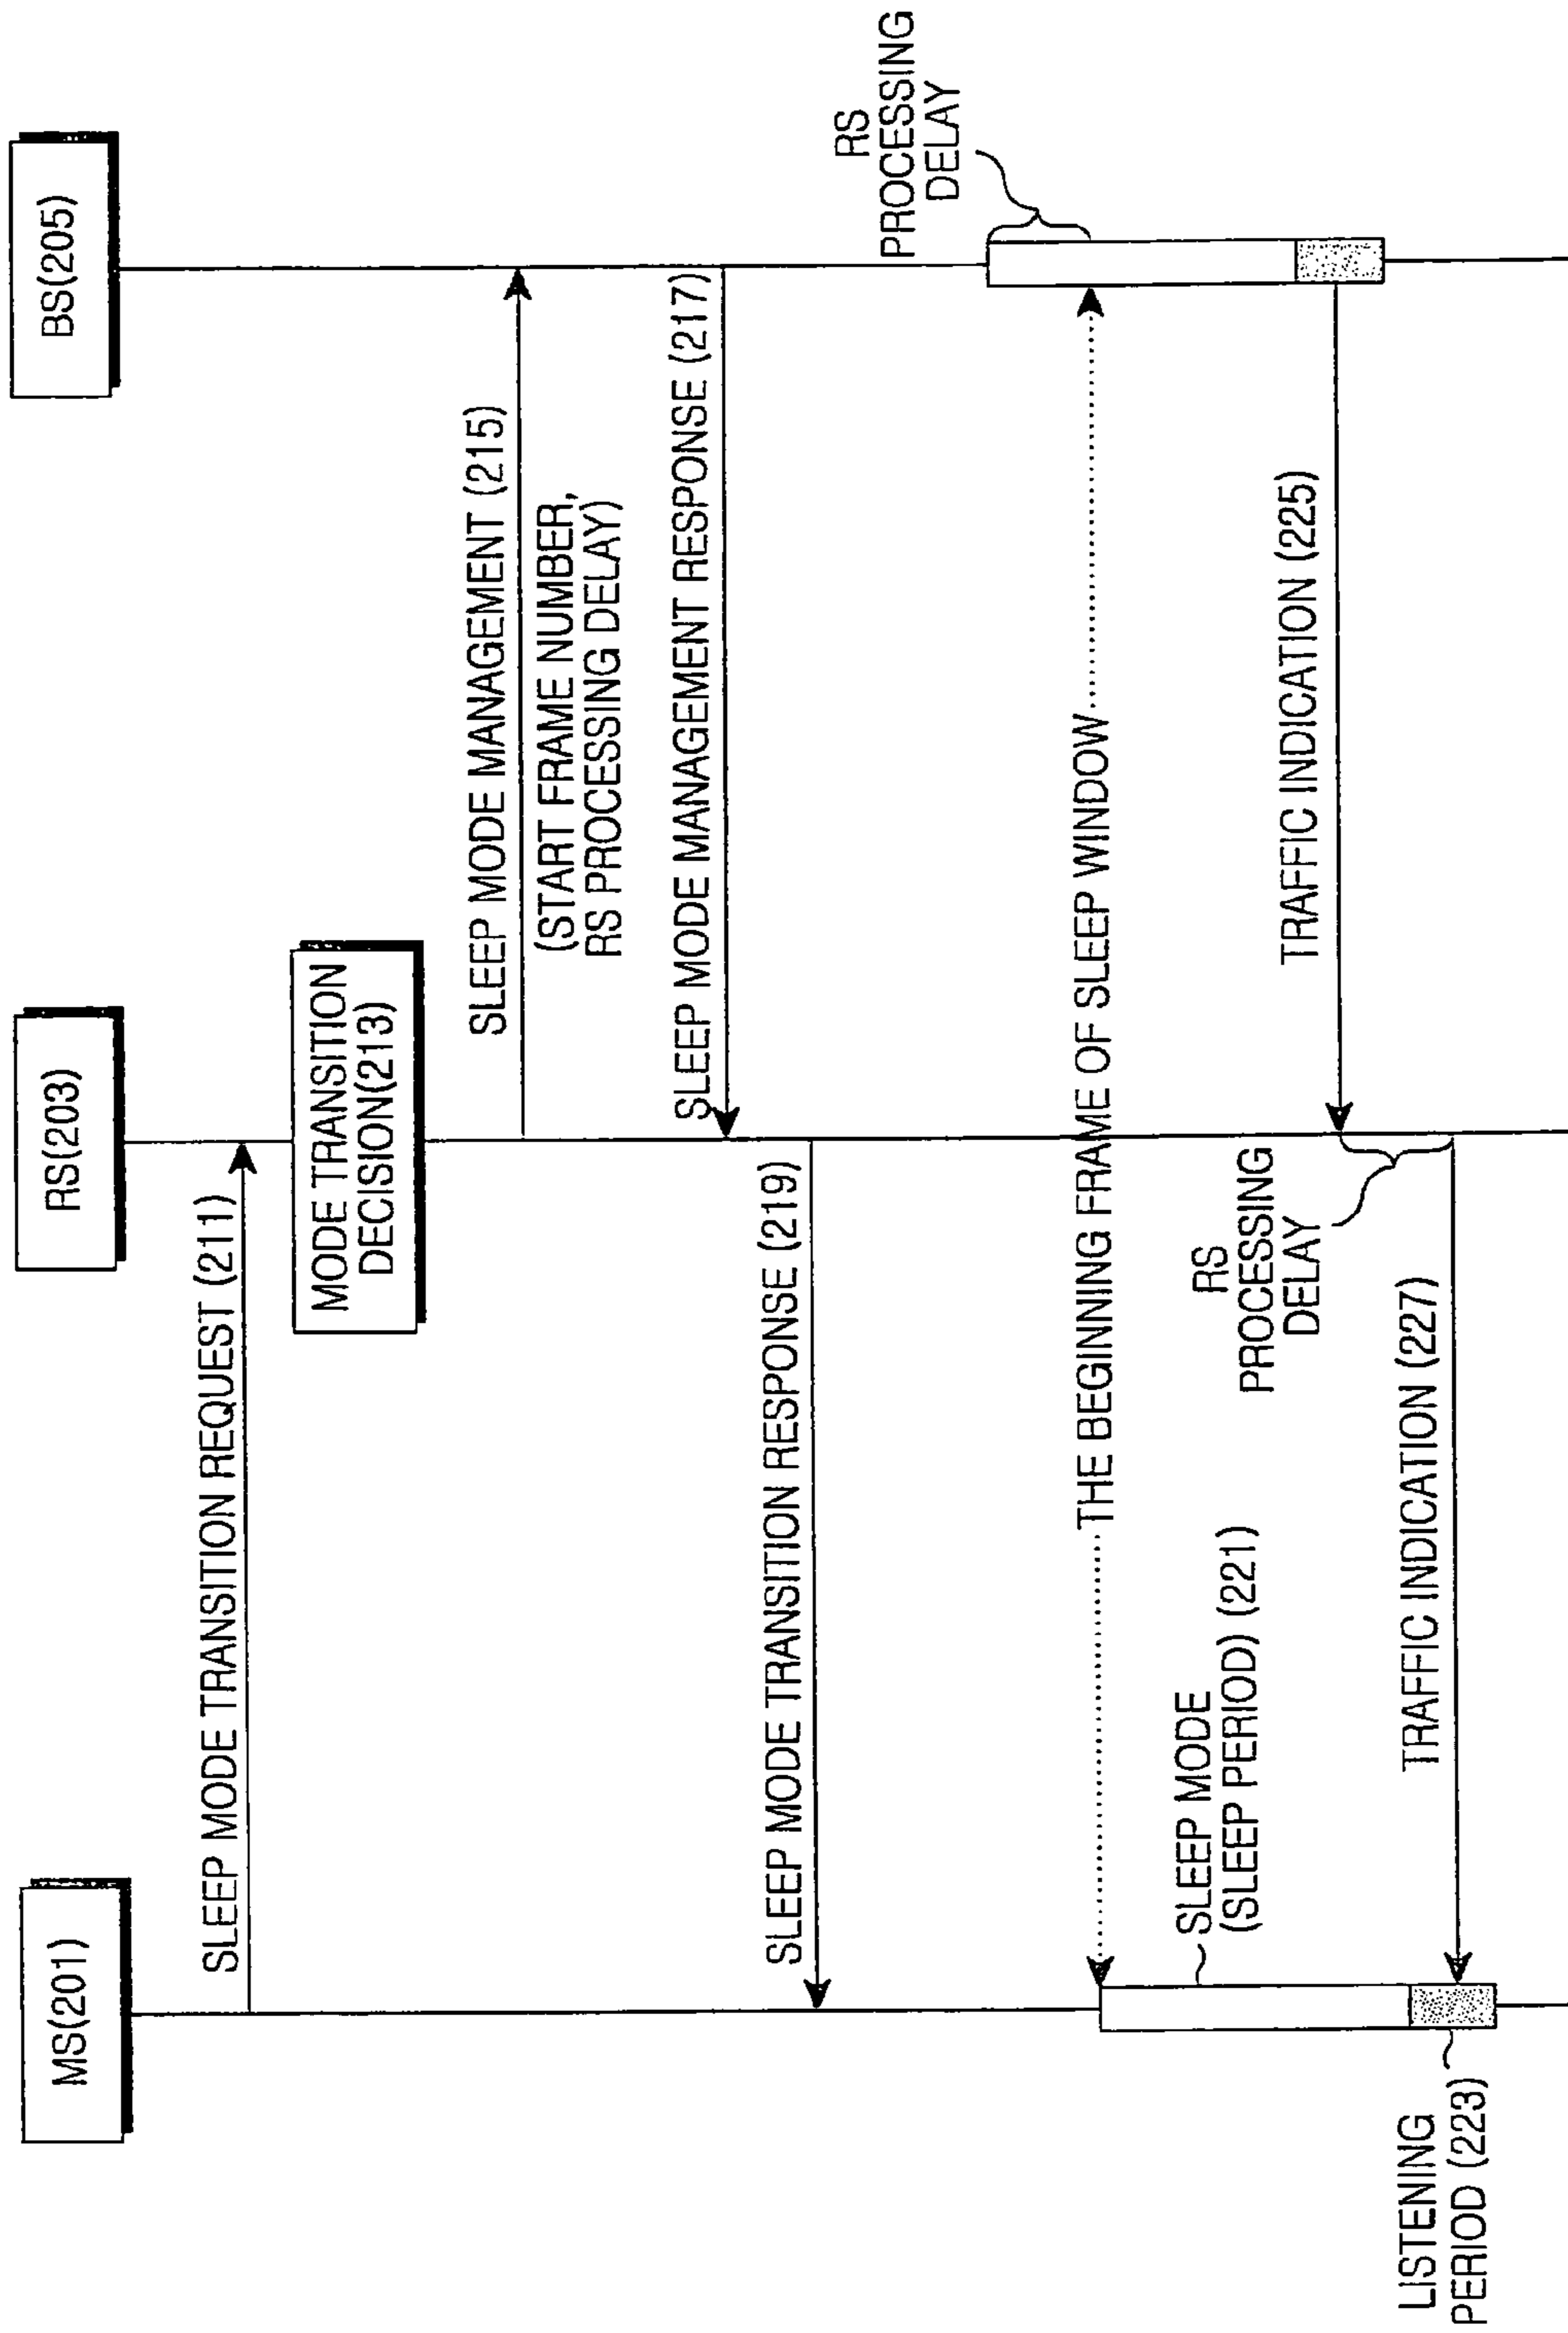 MS(201)
RS(203)
BS(205)
SLEEP MODE TRANSITION REQUEST (211)
MODE TRANSITION
DECISION(213)
SLEEP MODE MANAGEMENT (215)
(START FRAME NUMBER,
RS PROCESSING DELAY)
SLEEP MODE MANAGEMENT RESPONSE (217)
SLEEP MODE TRANSITION RESPONSE (219)
RS
PROCESSING
DELAY
THE BEGINNING FRAME OF SLEEP WINDOW
SLEEP MODE
(SLEEP PERIOD) (221)
TRAFFIC INDICATION (225)
RS
PROCESSING
DELAY
TRAFFIC INDICATION (227)
LISTENING
PERIOD (223)